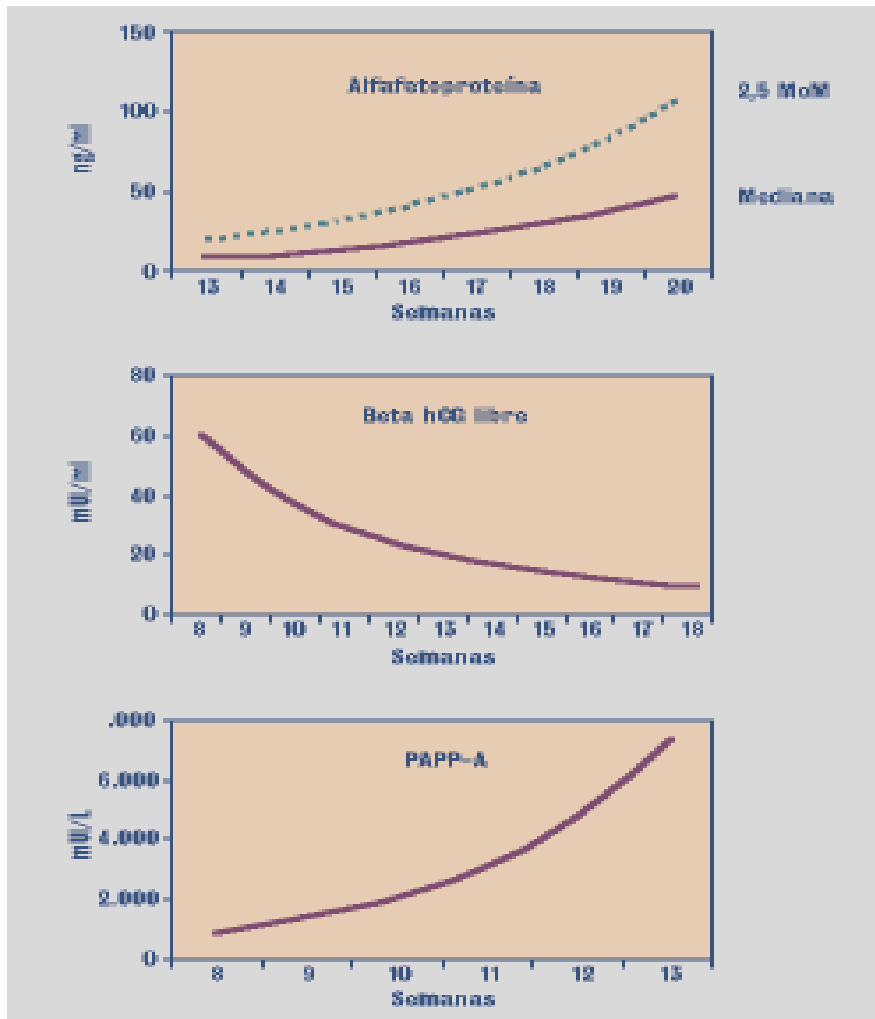 150
Alfafetoproteína
2,5 MoM
100
ng/ml
50
Mediana
0
13 14 15 16 17 18 19 20
Semanas
80
Beta hCG libre
60
mUI/ml
40
20
0
8 9 10 11 12 13 14 15 16 17 18
Semanas
.000
PAPP-A
6.000
mUI/L
4.000
2.000
0
8 9 10 11 12 13
Semanas